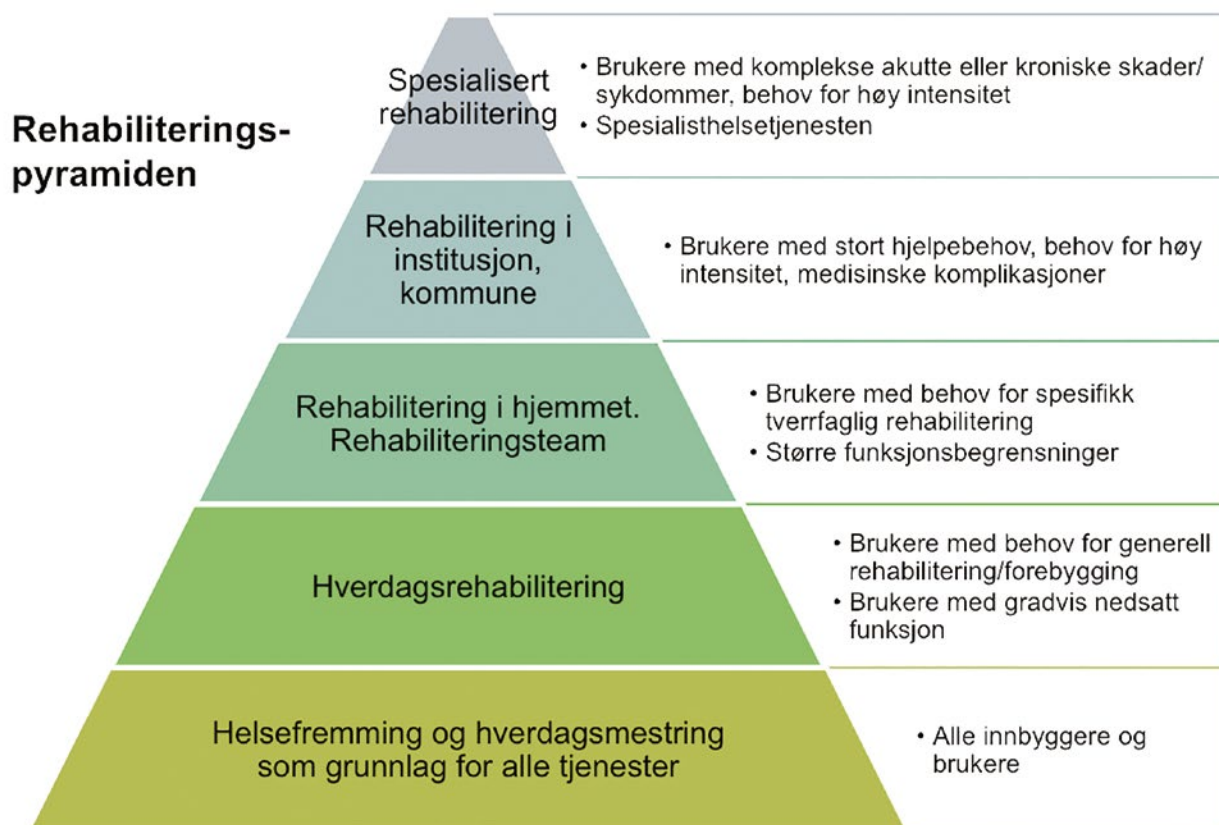 Rehabiliterings-
pyramiden
Spesialisert
rehabilitering
• Brukere med komplekse akutte eller kroniske skader/
sykdommer, behov for høy intensitet
• Spesialisthelsetjenesten
Rehabilitering i
institusjon,
kommune
• Brukere med stort hjelpebehov, behov for høy
intensitet, medisinske komplikasjoner
Rehabilitering i hjemmet.
Rehabiliteringsteam
• Brukere med behov for spesifikk
tverrfaglig rehabilitering
• Større funksjonsbegrensninger
Hverdagsrehabilitering
• Brukere med behov for generell
rehabilitering/forebygging
• Brukere med gradvis nedsatt
funksjon
Helsefremming og hverdagsmestring
som grunnlag for alle tjenester
• Alle innbyggere og
brukere